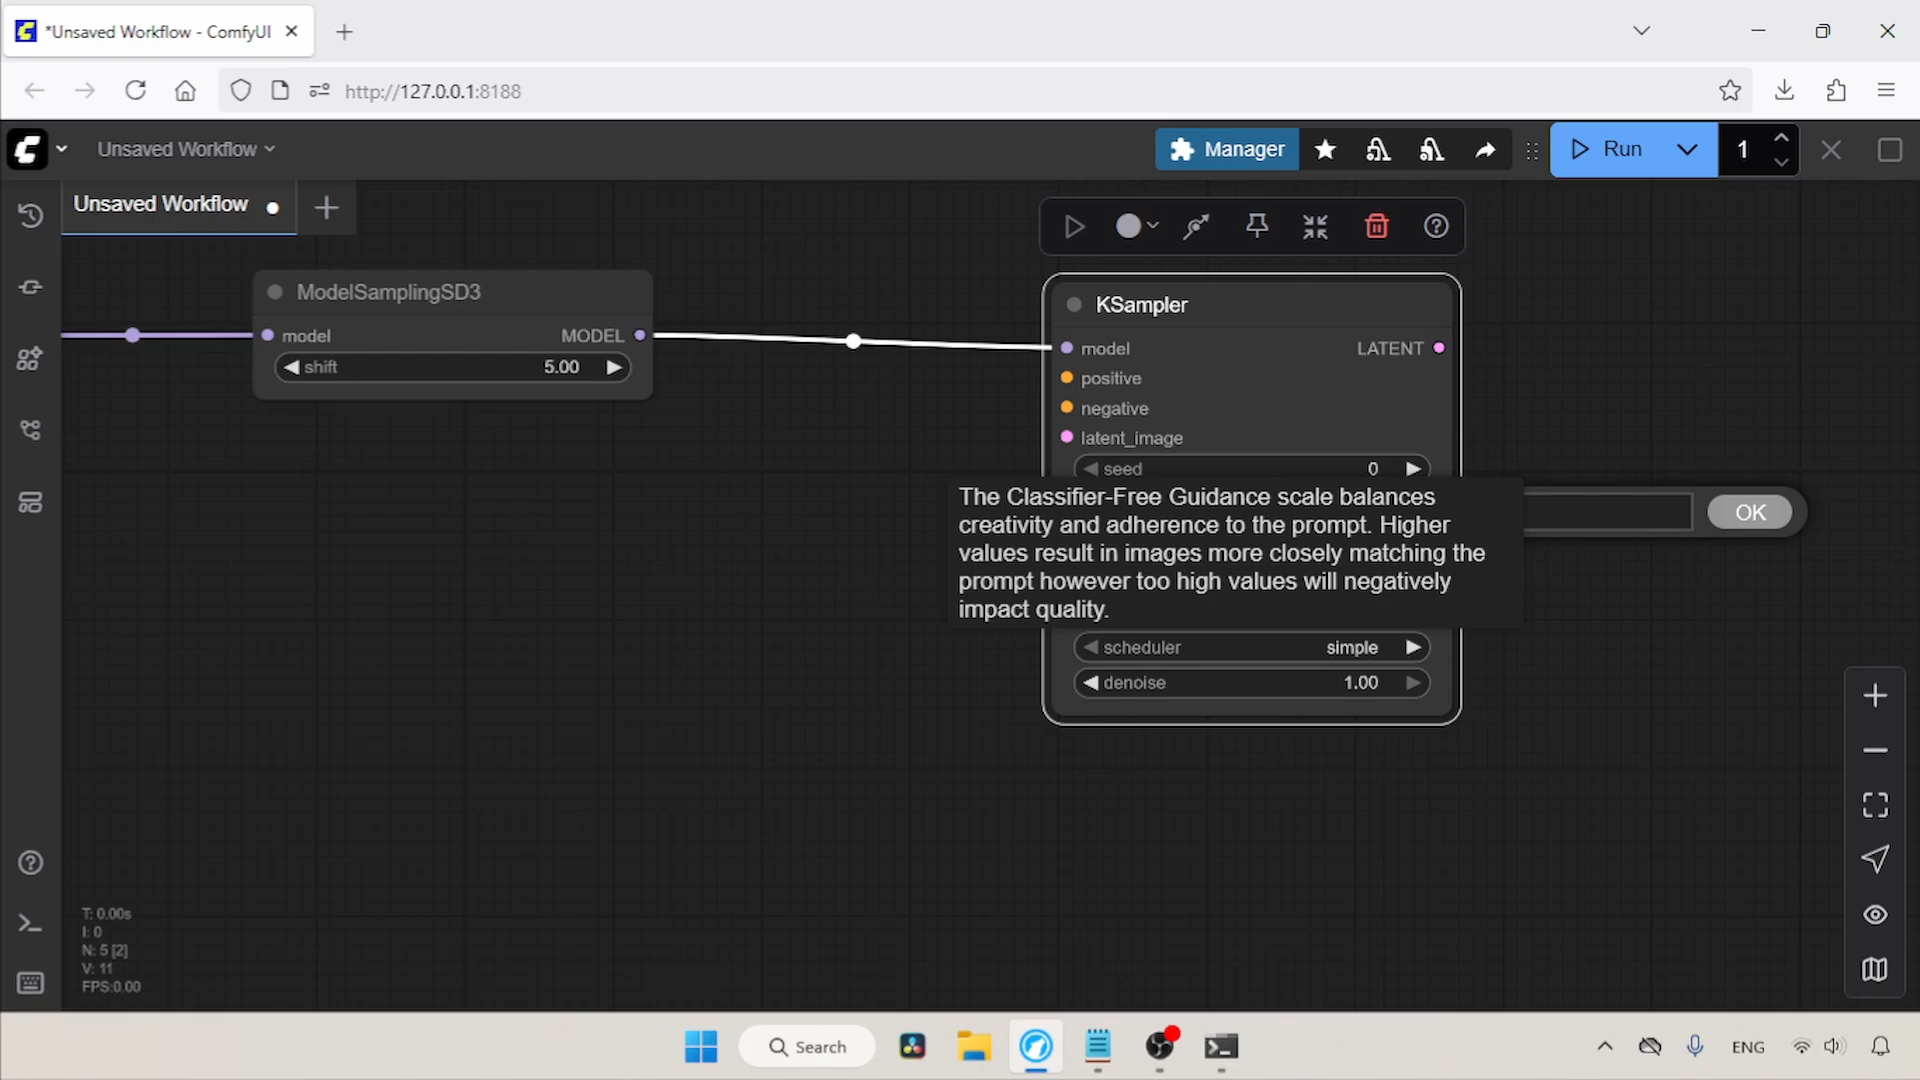 *Unsaved Workflow - ComfyUI
http://127.0.0.1:8188
Unsaved Workflow
Manager
Run
1
Unsaved Workflow
ModelSamplingSD3
model MODEL
shift 5.00
KSampler
model LATENT
positive
negative
latent_image
seed 0
The Classifier-Free Guidance scale balances
creativity and adherence to the prompt. Higher
values result in images more closely matching the
prompt however too high values will negatively
impact quality.
OK
scheduler simple
denoise 1.00
T: 0.00s
I: 0
N: 5 [2]
V: 11
FPS:0.00
Search
ENG